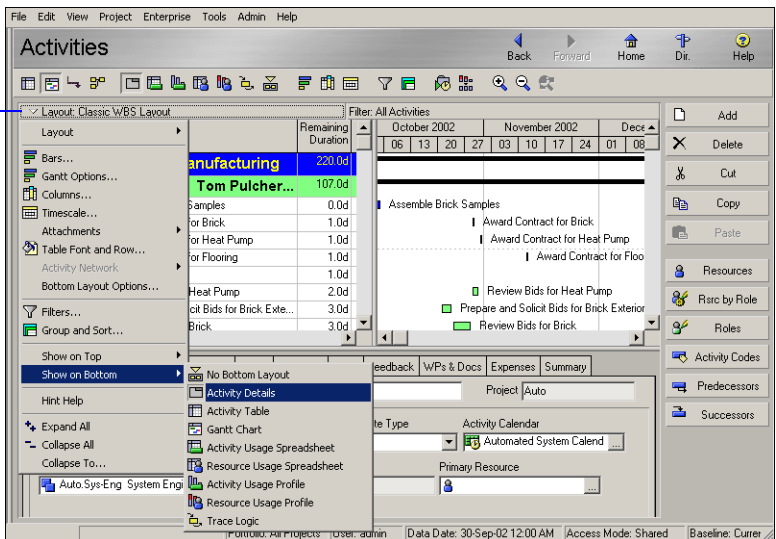 File Edit View Project Enterprise Tools Admin Help
Activities
Back Forward Home Dir. Help
Layout: Classic WBS Layout
Filter: All Activities
Remaining Duration
October 2002 November 2002 Dece
06 13 20 27 03 10 17 24 01 08
anufacturing 220.0d
Tom Pulcher... 107.0d
Samples 0.0d
for Brick 1.0d
or Heat Pump 1.0d
or Flooring 1.0d
1.0d
Heat Pump 2.0d
cit Bids for Brick Exte... 3.0d
Brick 3.0d
Assemble Brick Samples
Award Contract for Brick
Award Contract for Heat Pump
Award Contract for Floo
Review Bids for Heat Pump
Prepare and Solicit Bids for Brick Exterior
Review Bids for Brick
Layout
Bars...
Gantt Options...
Columns...
Timescale...
Attachments
Table Font and Row...
Activity Network
Bottom Layout Options...
Filters...
Group and Sort...
Show on Top
Show on Bottom
Hint Help
Expand All
Collapse All
Collapse To...
No Bottom Layout
Activity Details
Activity Table
Gantt Chart
Activity Usage Spreadsheet
Resource Usage Spreadsheet
Activity Usage Profile
Resource Usage Profile
Trace Logic
Add
Delete
Cut
Copy
Paste
Resources
Rsrc by Role
Roles
Activity Codes
Predecessors
Successors
eedback WPs & Docs Expenses Summary
Project Auto
te Type
Activity Calendar
Automated System Calend ...
Primary Resource
...
Auto.Sys-Eng System Engi
Portfolio: All Projects User: admin Data Date: 30-Sep-02 12:00 AM Access Mode: Shared Baseline: Currer